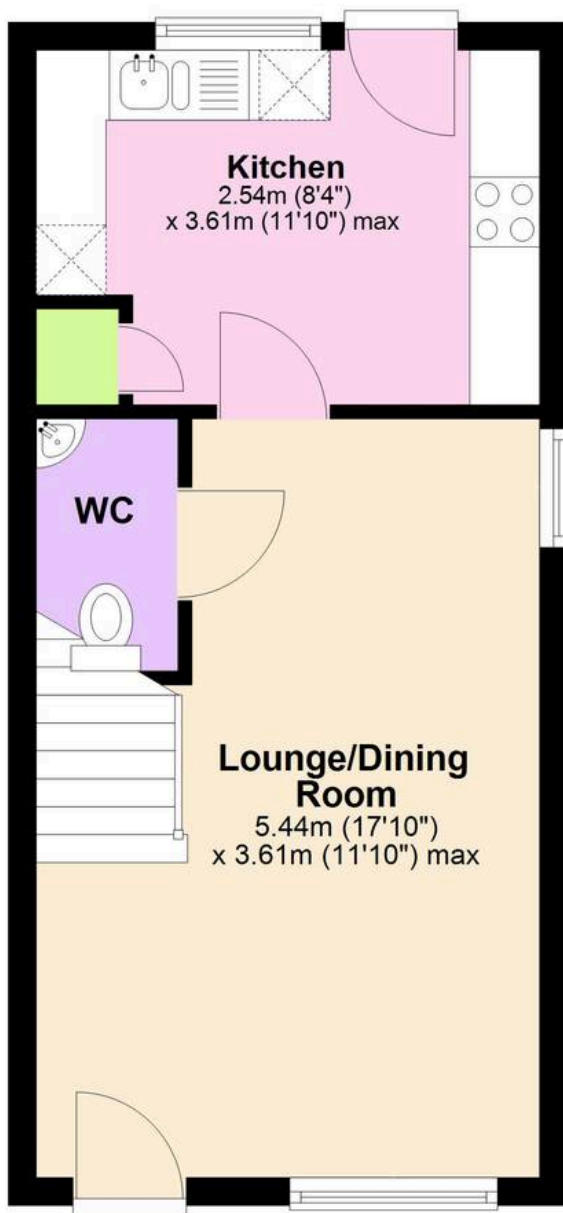 Kitchen
2.54m (8'4")
x 3.61m (11'10") max
WC
Lounge/Dining
Room
5.44m (17'10")
x 3.61m (11'10") max